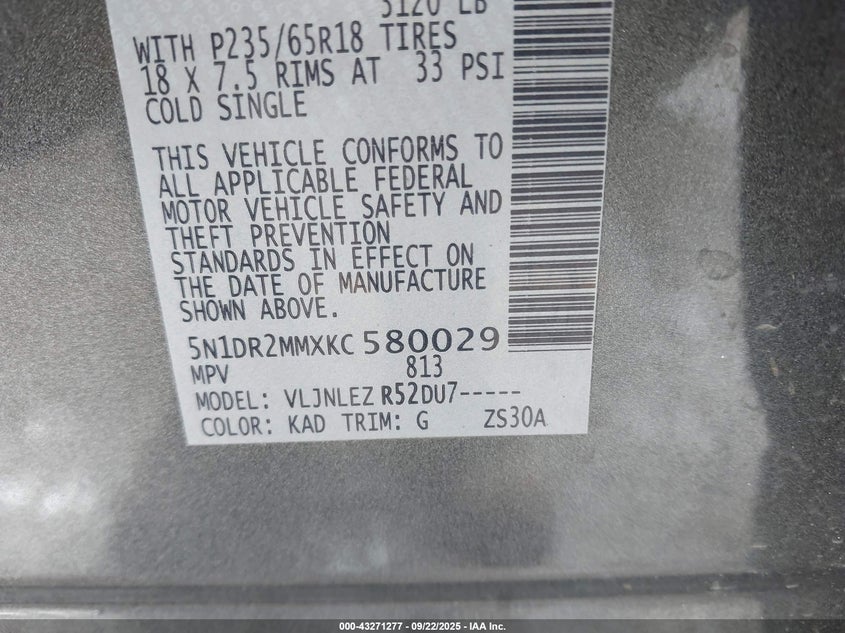 3120 LB
WITH P235/65R18 TIRES
18 X 7.5 RIMS AT 33 PSI
COLD SINGLE
THIS VEHICLE CONFORMS TO
ALL APPLICABLE FEDERAL
MOTOR VEHICLE SAFETY AND
THEFT PREVENTION
STANDARDS IN EFFECT ON
THE DATE OF MANUFACTURE
SHOWN ABOVE.
5N1DR2MMXKC580029
MPV 813
MODEL: VLJNLEZ R52DU7-----
COLOR: KAD TRIM: G ZS30A
000-43271277 - 09/22/2025 - IAA Inc.